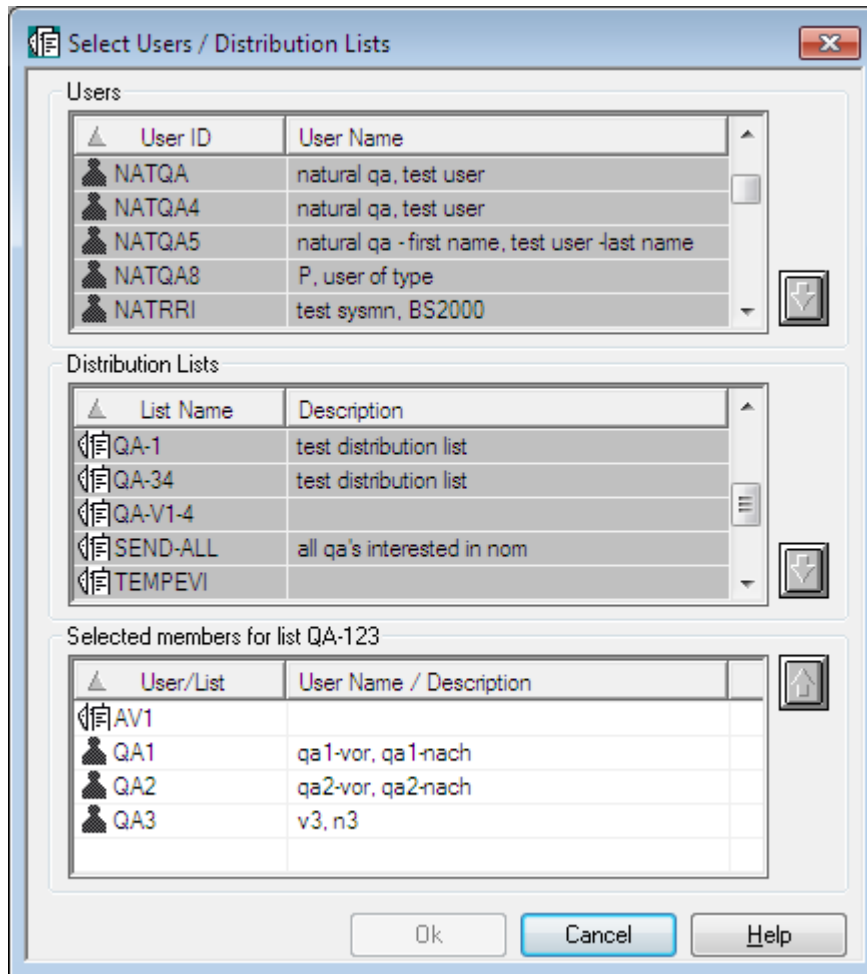 Select Users / Distribution Lists
Users
User ID User Name
NATQA natural qa, test user
NATQA4 natural qa, test user
NATQA5 natural qa - first name, test user -last name
NATQA8 P, user of type
NATRRI test sysmn, BS2000
Distribution Lists
List Name Description
QA-1 test distribution list
QA-34 test distribution list
QA-V1-4
SEND-ALL all qa's interested in nom
TEMPEVI
Selected members for list QA-123
User/List User Name / Description
AV1
QA1 qa1-vor, qa1-nach
QA2 qa2-vor, qa2-nach
QA3 v3, n3
Ok Cancel Help